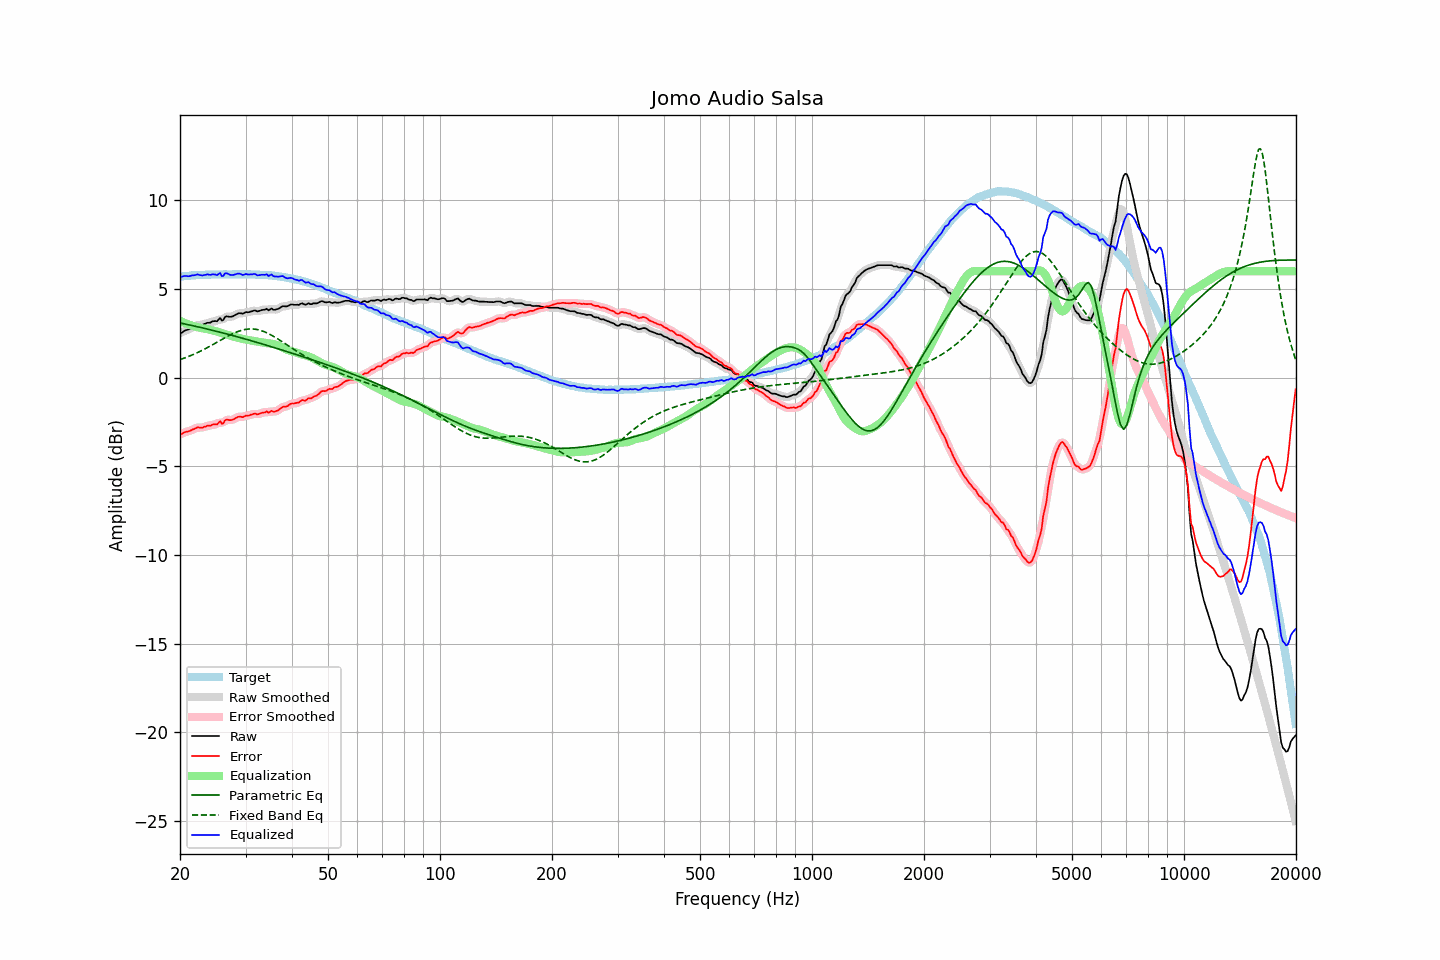 Jomo Audio Salsa
Amplitude (dBr)
10
5
0
−5
−10
−15
−20
−25
Target
Raw Smoothed
Error Smoothed
Raw
Error
Equalization
Parametric Eq
Fixed Band Eq
Equalized
20 50 100 200 500 1000 2000 5000 10000 20000
Frequency (Hz)